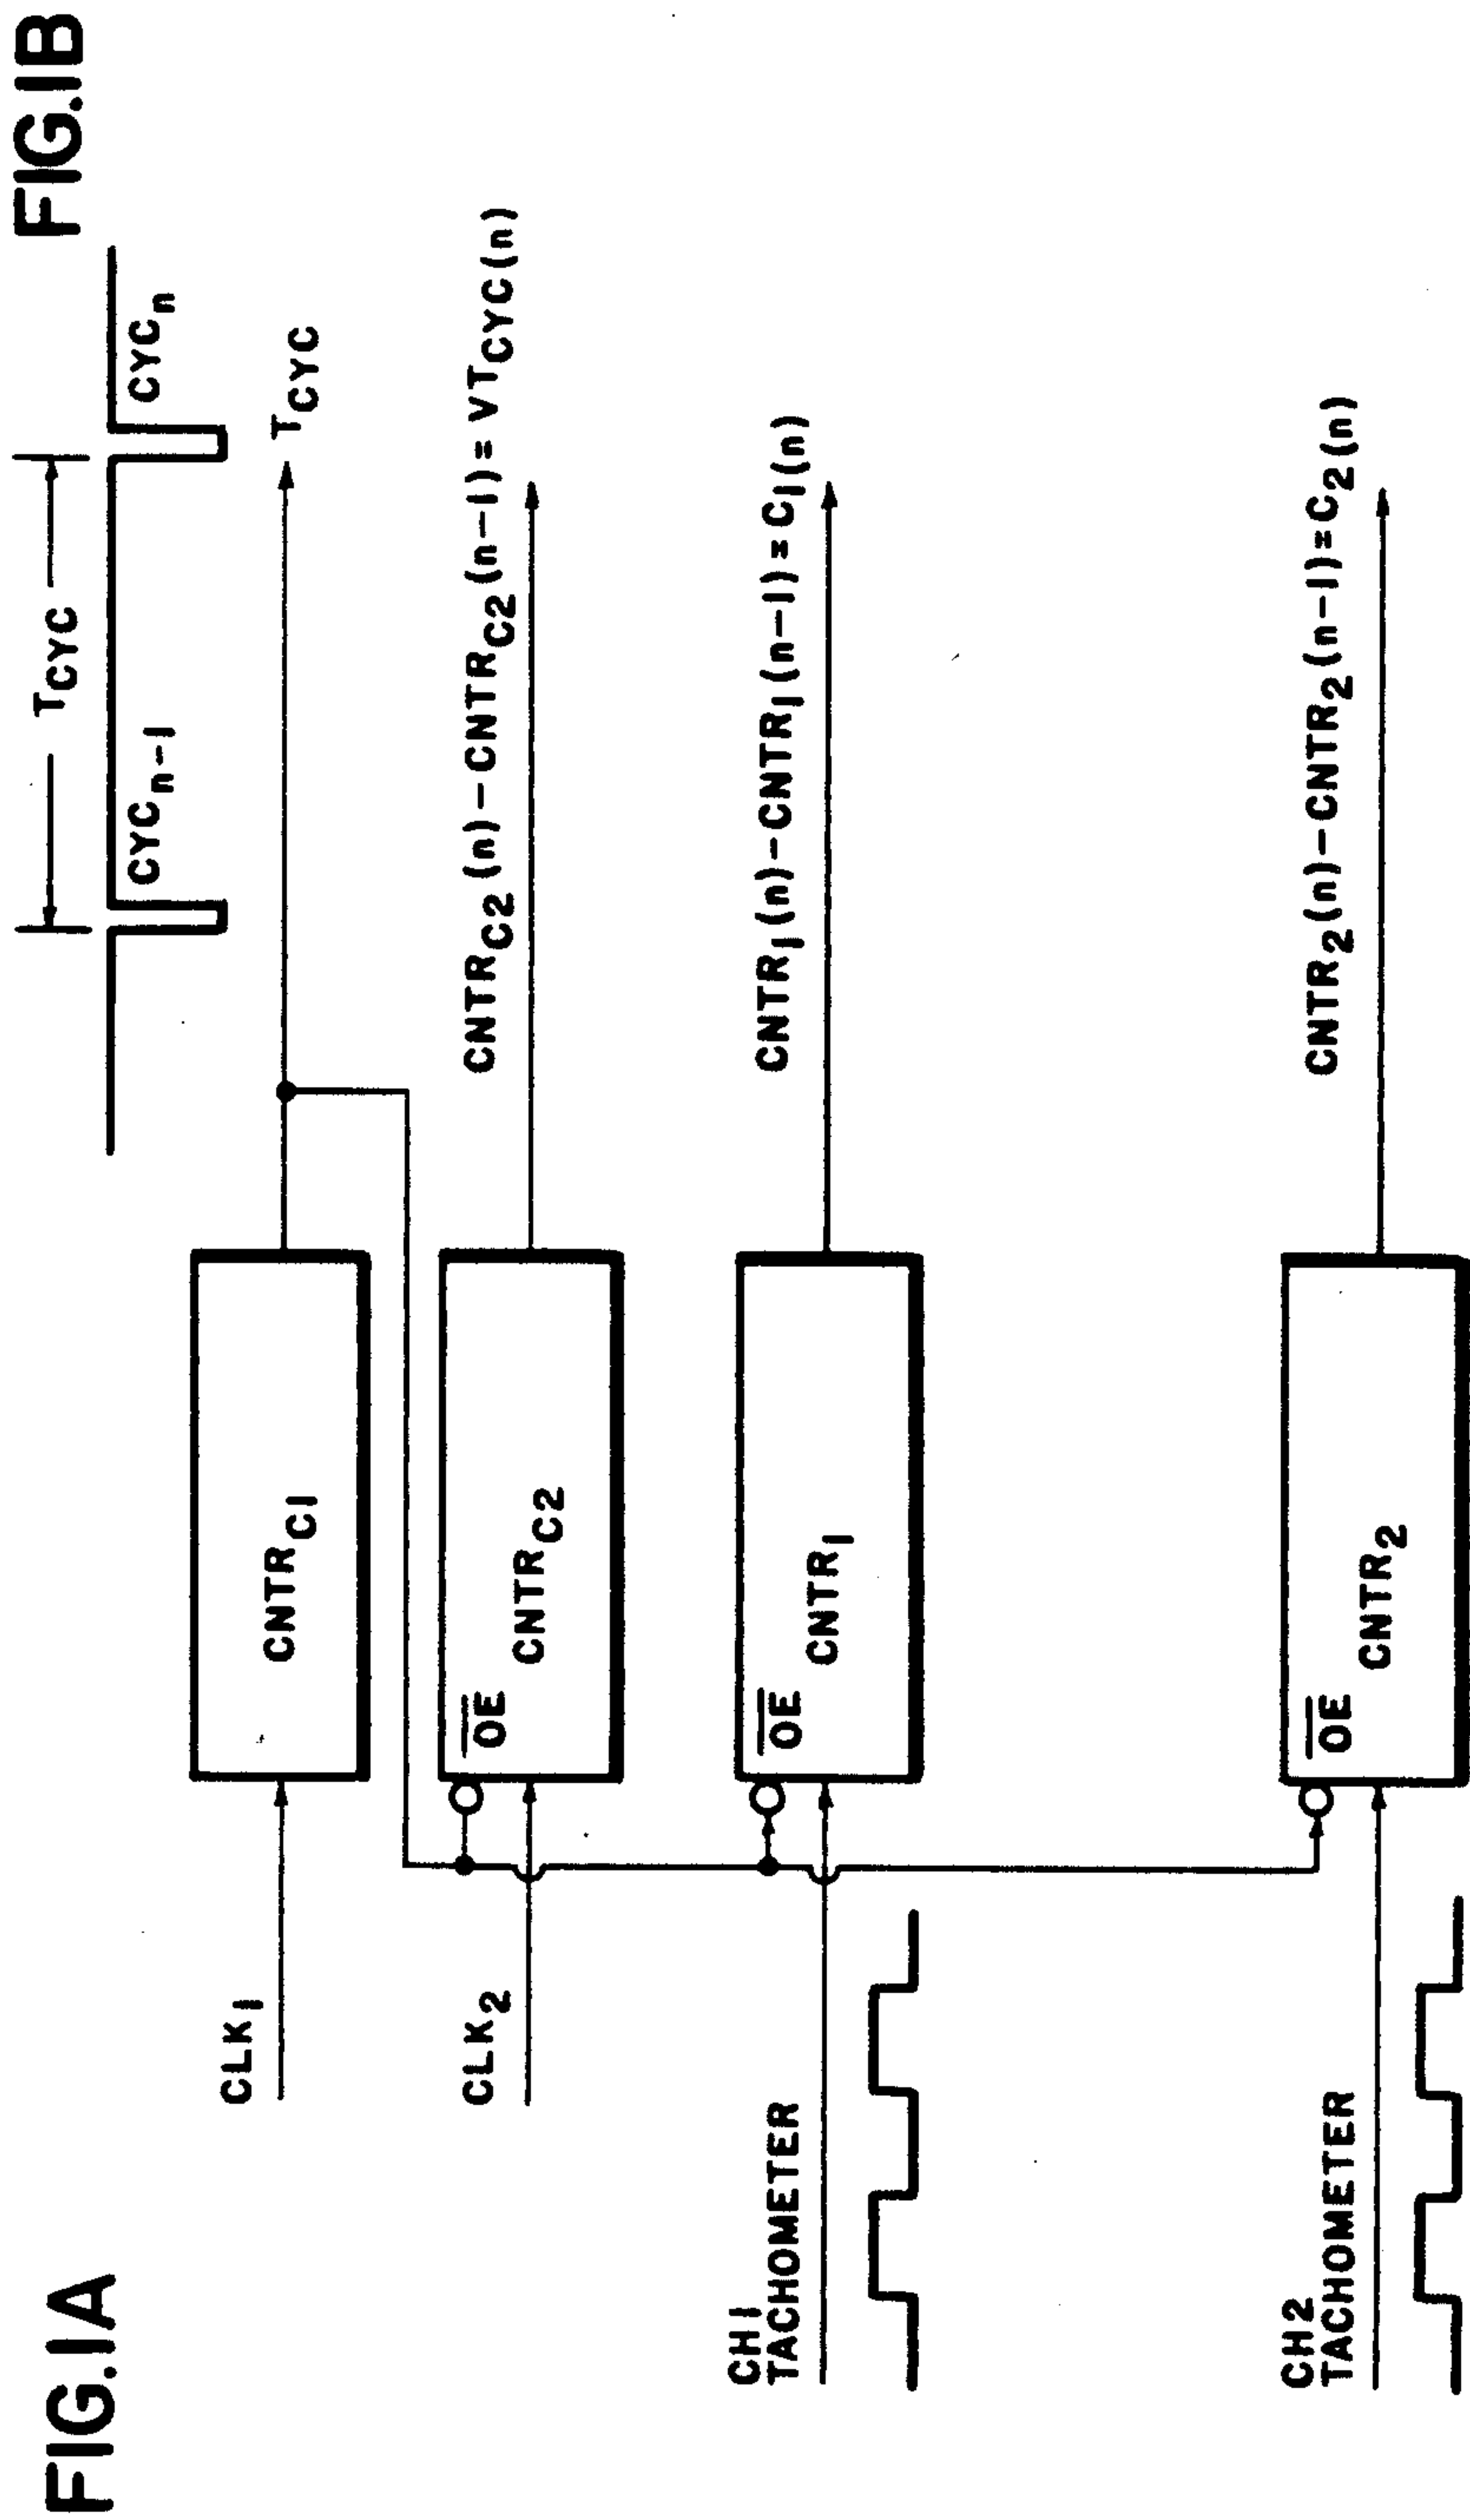 FIG.1A
FIG.1B
TCYC
CYCn-1
CYCn
CLK1
CNTRC1
TCYC
CLK2
OE
CNTRC2
CNTRC2(n)-CNTRC2(n-1)=VTCYC(n)
CH1
TACHOMETER
OE
CNTR1
CNTR1(n)-CNTR1(n-1)=C1(n)
CH2
TACHOMETER
OE
CNTR2
CNTR2(n)-CNTR2(n-1)=C2(n)